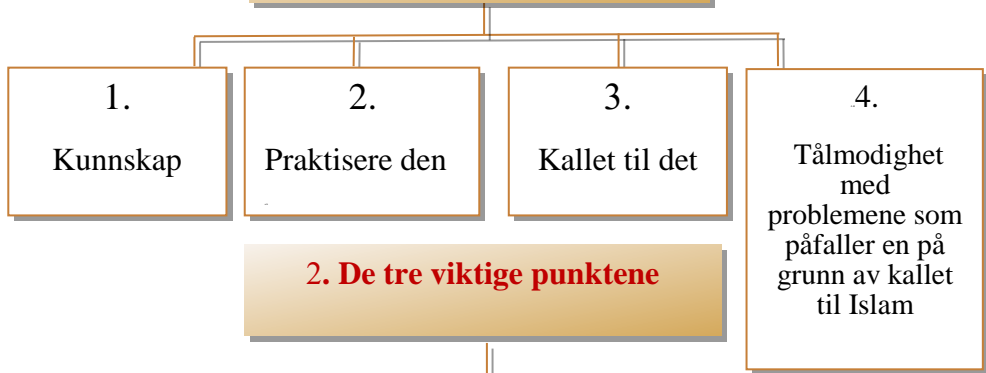 1.
Kunnskap
2.
Praktisere den
3.
Kallet til det
4.
Tålmodighet
med
problemene som
påfaller en på
grunn av kallet
til Islam
2. De tre viktige punktene